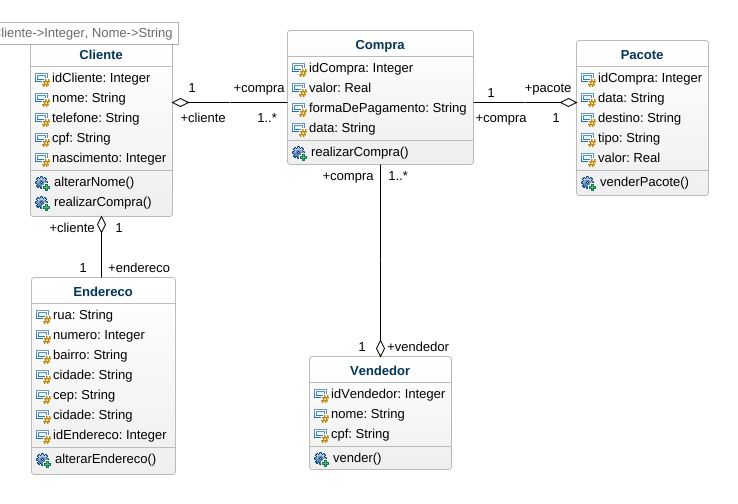 Cliente->Integer, Nome->String
Cliente
idCliente: Integer
nome: String
telefone: String
cpf: String
nascimento: Integer
alterarNome()
realizarCompra()
1
+cliente
+compra
1..*
Compra
idCompra: Integer
valor: Real
formaDePagamento: String
data: String
realizarCompra()
1
+compra
+pacote
1
Pacote
idCompra: Integer
data: String
destino: String
tipo: String
valor: Real
venderPacote()
+cliente 1
1 +endereco
Endereco
rua: String
numero: Integer
bairro: String
cidade: String
cep: String
cidade: String
idEndereco: Integer
alterarEndereco()
+compra 1..*
1 +vendedor
Vendedor
idVendedor: Integer
nome: String
cpf: String
vender()